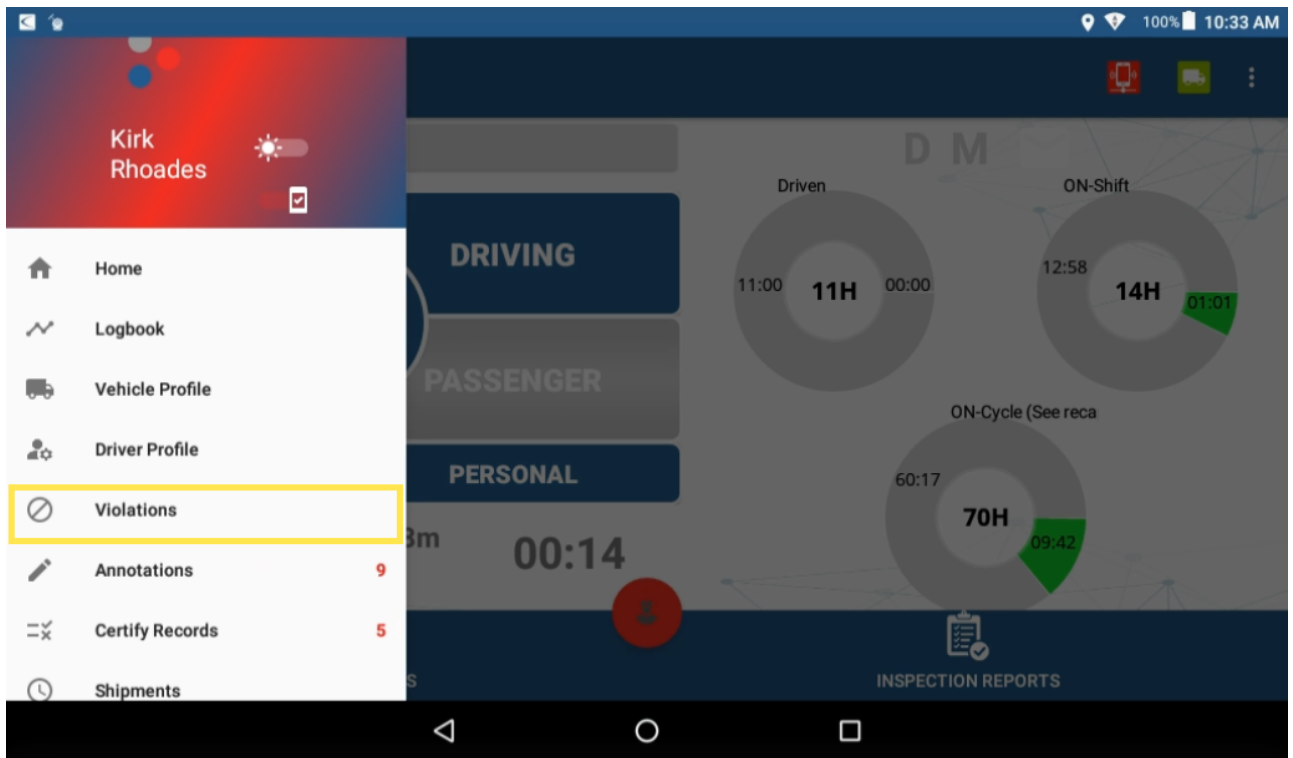 100% 10:33 AM
Kirk
Rhoades
Home
Logbook
Vehicle Profile
Driver Profile
Violations
Annotations 9
Certify Records 5
Shipments
DRIVING
PASSENGER
PERSONAL
3m 00:14
S
D M
Driven
11:00 11H 00:00
ON-Shift
12:58 14H 01:01
ON-Cycle (See reca
60:17 70H 09:42
INSPECTION REPORTS